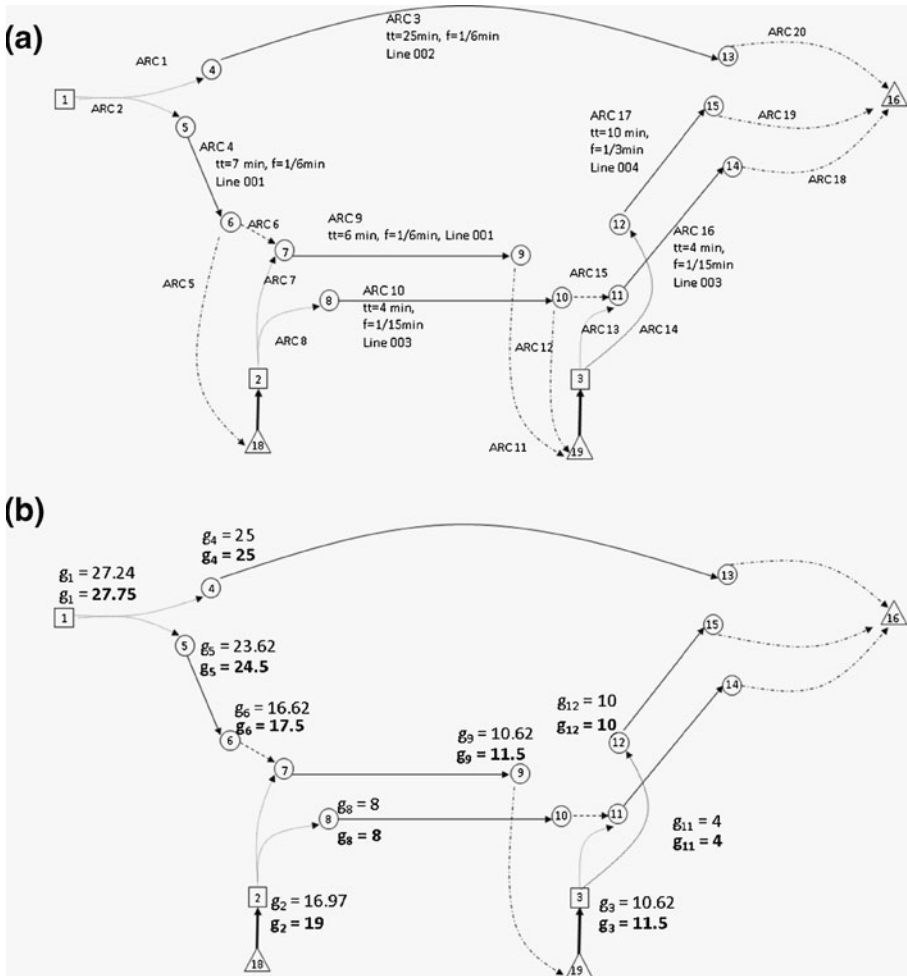 (a)
ARC 3
tt=25min, f=1/6min
Line 002
ARC 20
ARC 1
4
13
1
ARC 2
16
5
15
ARC 17
tt=10 min,
f=1/3min
Line 004
ARC 19
ARC 4
tt=7 min, f=1/6min
Line 001
14
ARC 18
6
ARC 6
ARC 9
tt=6 min, f=1/6min, Line 001
12
ARC 16
tt=4 min,
f=1/15min
Line 003
7
9
ARC 5
ARC 7
ARC 15
8
ARC 10
tt=4 min,
f=1/15min
Line 003
10
11
ARC 8
ARC 12
ARC 13
ARC 14
2
3
18
ARC 11
19
(b)
g4 = 25
g4 = 25
g1 = 27.24
g1 = 27.75
4
13
1
16
5
g5 = 23.62
g5 = 24.5
15
14
g6 = 16.62
g6 = 17.5
g12 = 10
g12 = 10
6
g9 = 10.62
g9 = 11.5
12
7
9
g8 = 8
g8 = 8
8
10
11
g11 = 4
g11 = 4
2
g2 = 16.97
g2 = 19
3
g3 = 10.62
g3 = 11.5
18
19